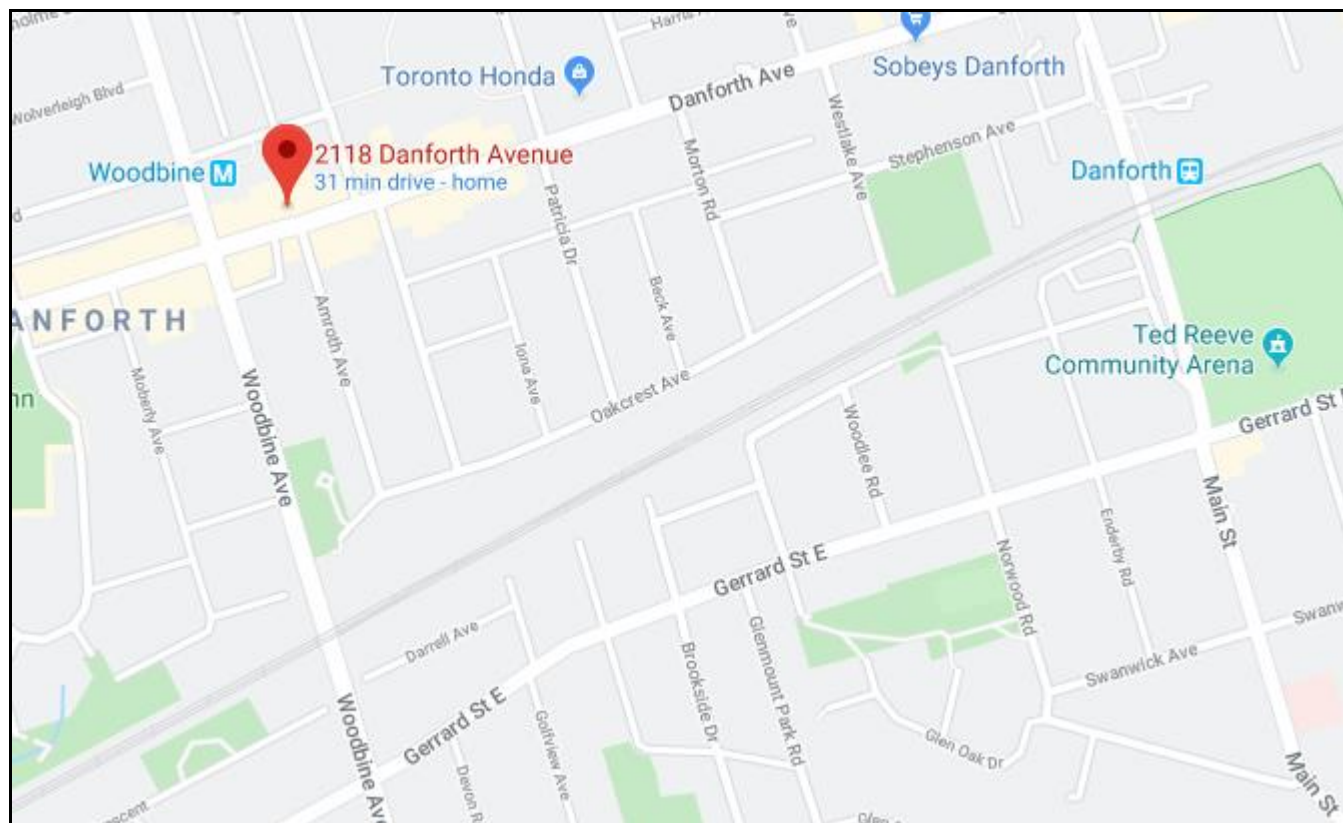 Wolverleigh Blvd
Toronto Honda
Danforth Ave
Sobeys Danforth
Woodbine M
2118 Danforth Avenue
31 min drive - home
Westlake Ave
Stephenson Ave
Morton Rd
Danforth
Patricia Dr
Beck Ave
Amroth Ave
ANFORTH
Iona Ave
Ted Reeve
Community Arena
Moberly Ave
Woodbine Ave
Oakcrest Ave
Woodlee Rd
Gerrard St
Main St
Enderby Rd
Gerrard St E
Norwood Rd
Darrell Ave
Glenmount Park Rd
Brookside Dr
Swanwick Ave
Swanw
Woodbine Ave
Gerrard St E
Golfview Ave
Glen Oak Dr
Devon R
Main St
escent